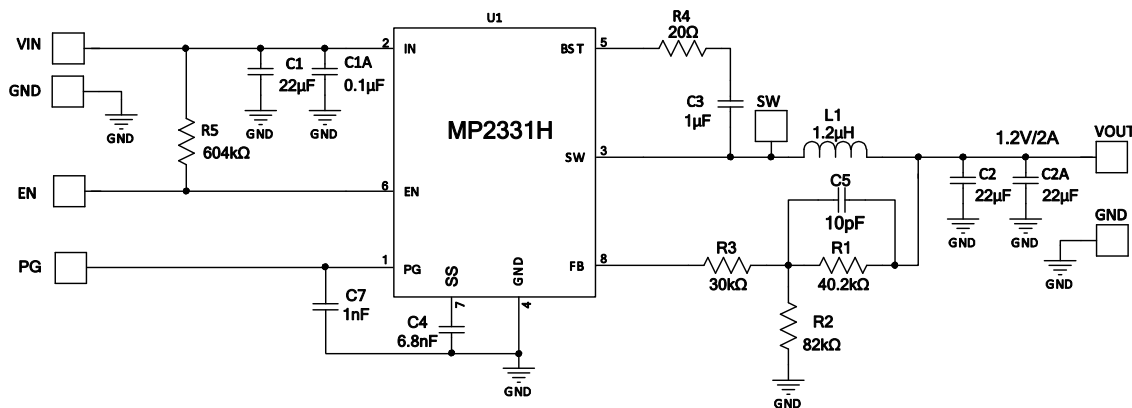 U1
VIN
GND
GND
C1
22µF
GND
C1A
0.1µF
GND
R5
604kΩ
EN
PG
C7
1nF
2
IN
6
EN
1
PG
MP2331H
BST
5
SW
3
FB
8
SS
7
GND
4
C4
6.8nF
GND
R4
20Ω
C3
1µF
SW
L1
1.2µH
1.2V/2A
VOUT
C2
22µF
GND
C2A
22µF
GND
GND
GND
C5
10pF
R3
30kΩ
R1
40.2kΩ
R2
82kΩ
GND